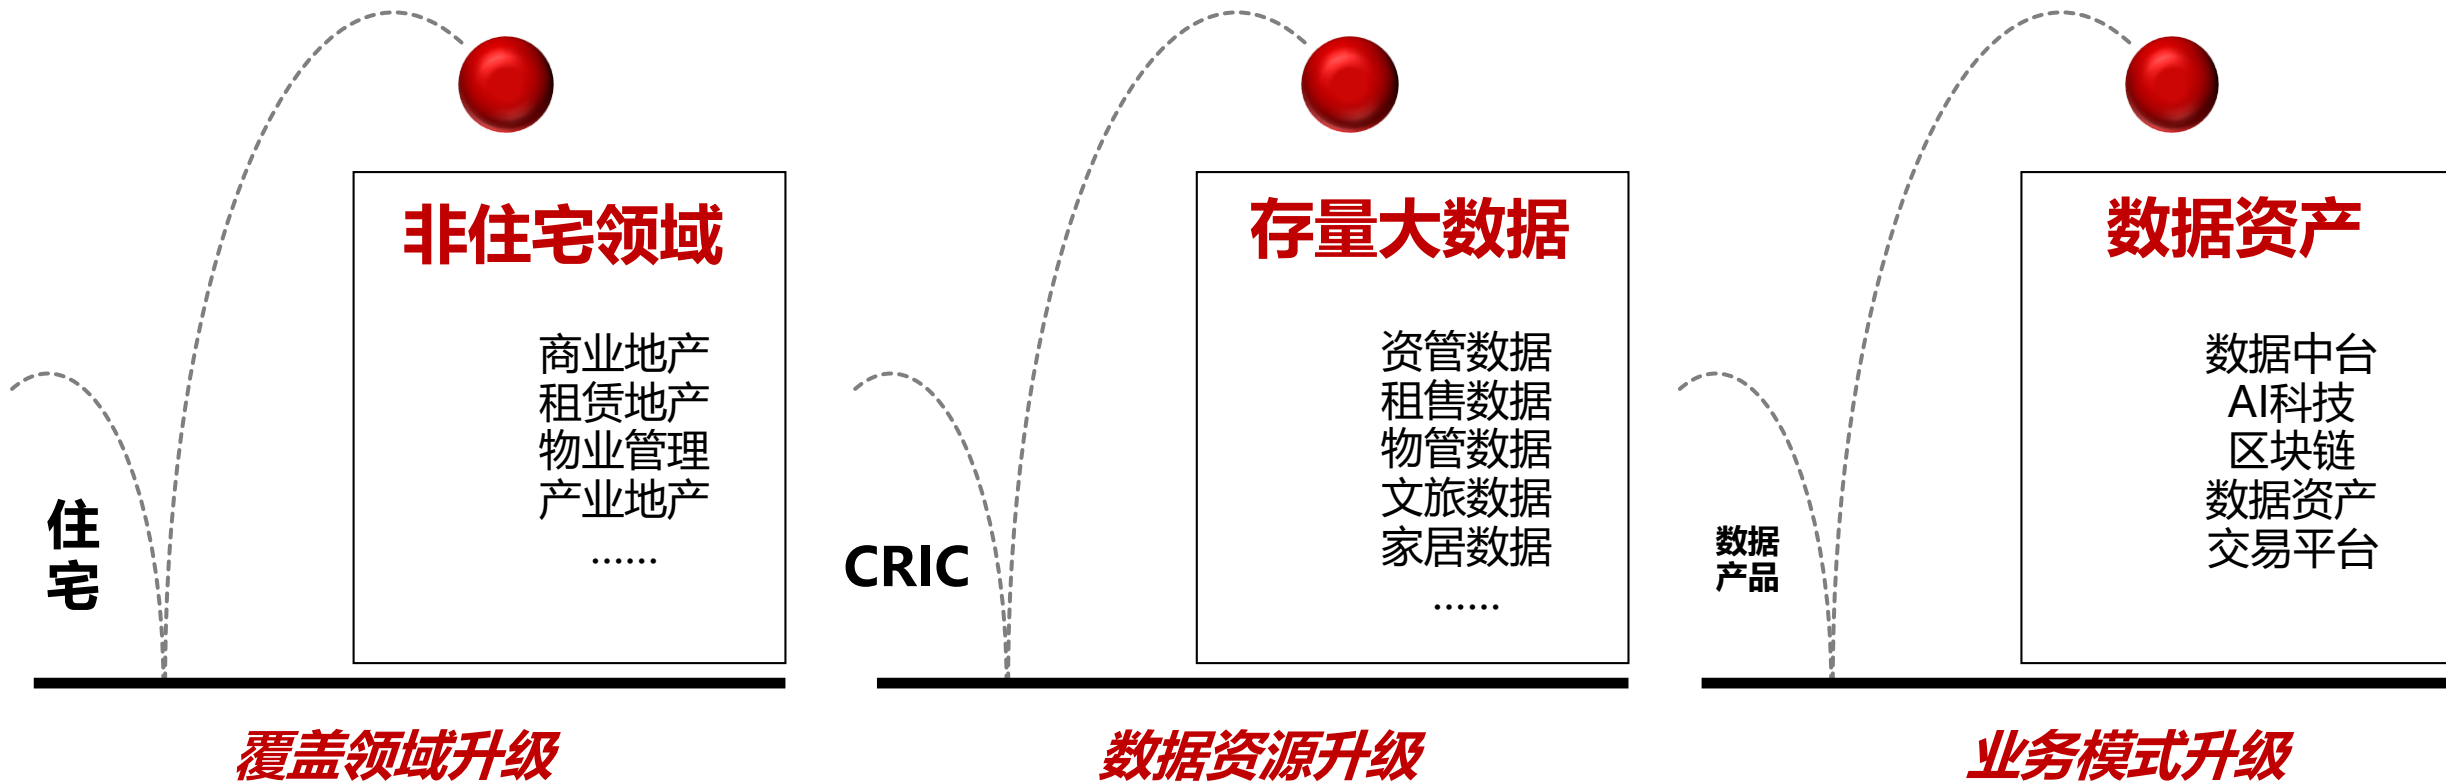 住
宅
非住宅领域
商业地产
租赁地产
物业管理
产业地产
……
覆盖领域升级
CRIC
存量大数据
资管数据
租售数据
物管数据
文旅数据
家居数据
……
数据资源升级
数据
产品
数据资产
数据中台
AI科技
区块链
数据资产
交易平台
业务模式升级